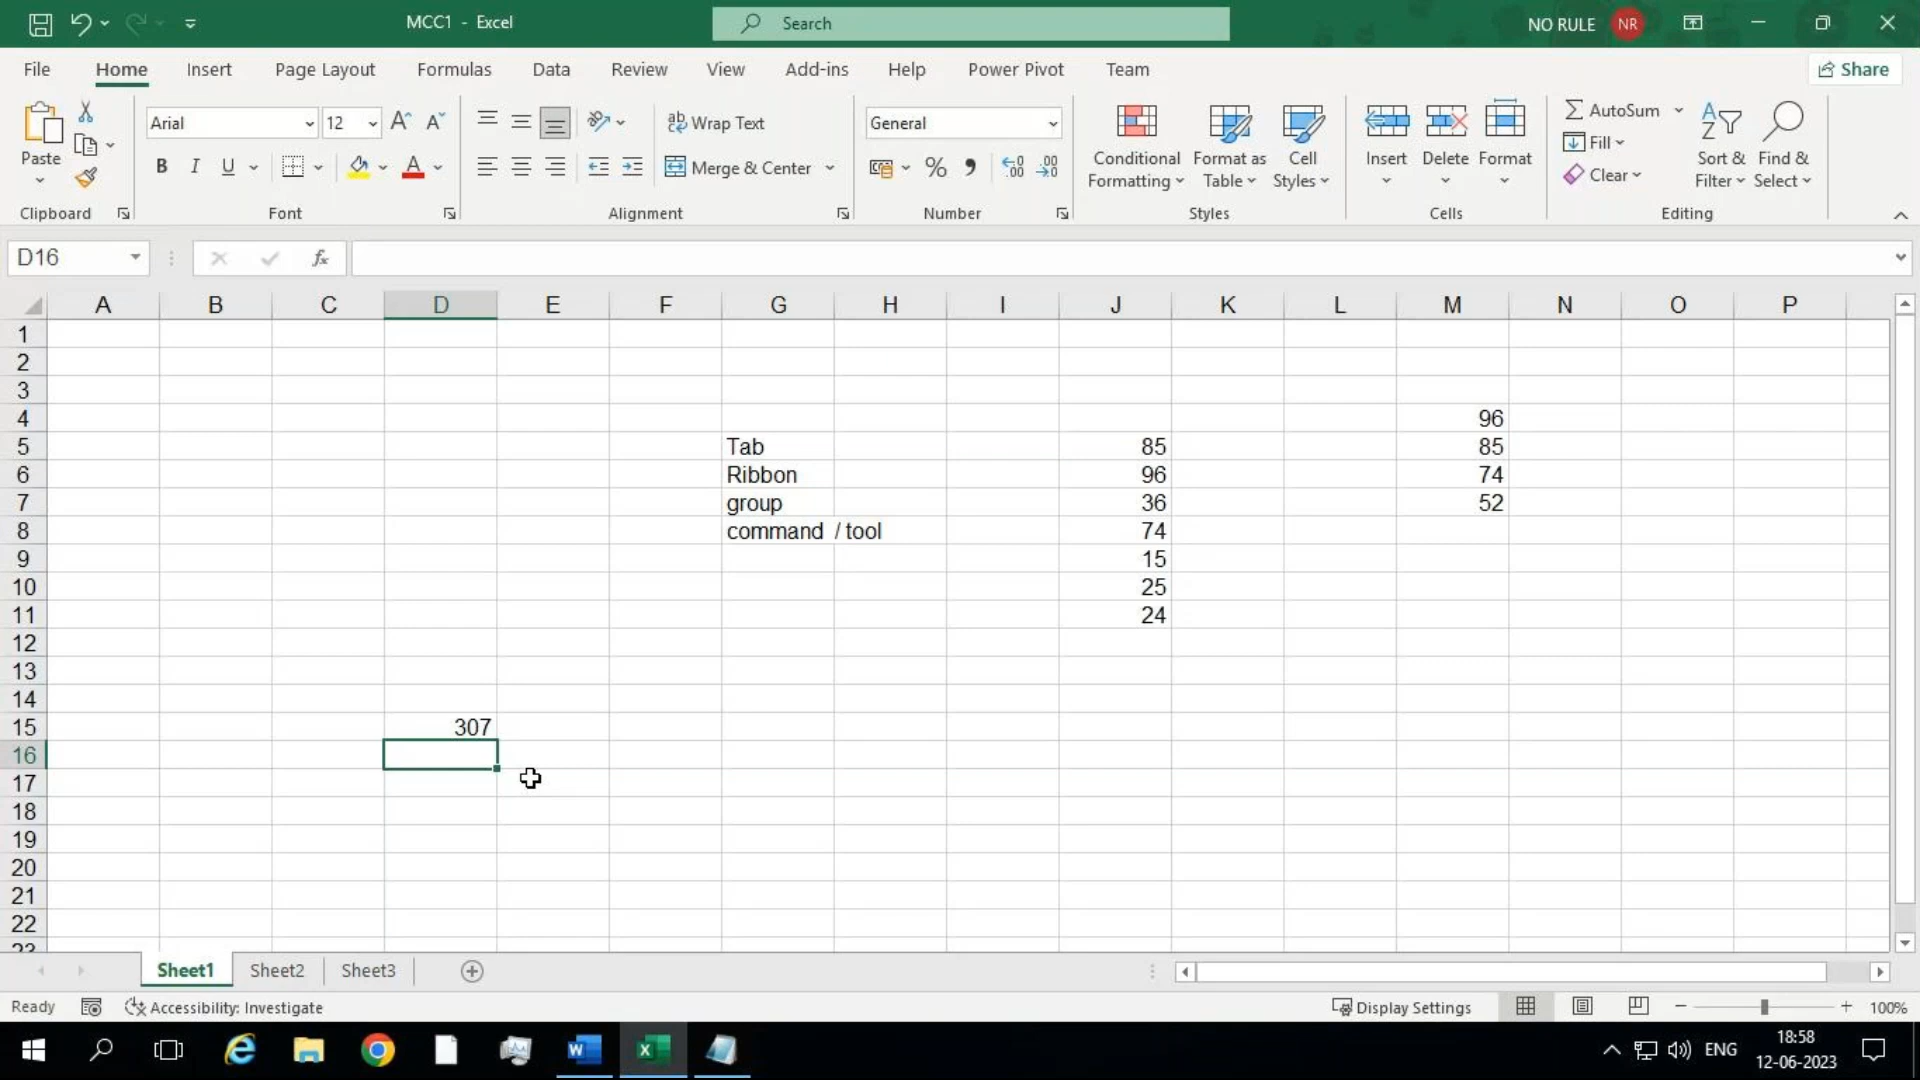 MCC1 - Excel
Search
NO RULE NR
File Home Insert Page Layout Formulas Data Review View Add-ins Help Power Pivot Team Share
Paste
Clipboard
Arial 12
B I U
Font
Wrap Text
Merge & Center
Alignment
General
Number
Conditional Formatting
Format as Table
Cell Styles
Styles
Insert Delete Format
Cells
AutoSum
Fill
Clear
Sort & Filter
Find & Select
Editing
D16 fx
A B C D E F G H I J K L M N O P
1
2
3
4 96
5 Tab 85 85
6 Ribbon 96 74
7 group 36 52
8 command / tool 74
9 15
10 25
11 24
12
13
14
15 307
16
17
18
19
20
21
22
23
Sheet1 Sheet2 Sheet3
Ready Accessibility: Investigate Display Settings 100%
ENG 18:58
12-06-2023